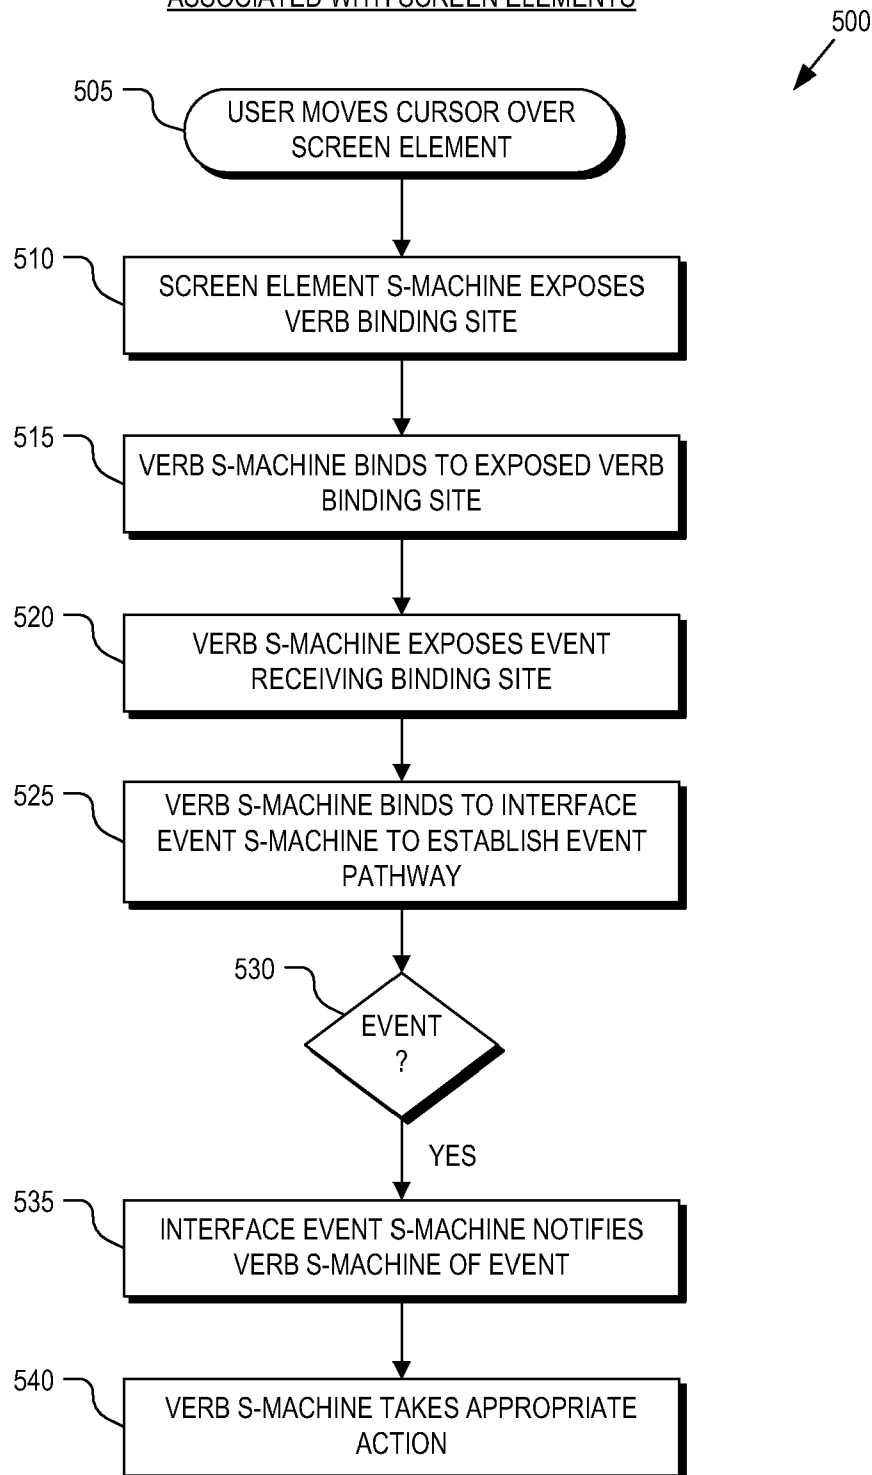 ASSOCIATED WITH SCREEN ELEMENTS
500
505
USER MOVES CURSOR OVER
SCREEN ELEMENT
510
SCREEN ELEMENT S-MACHINE EXPOSES
VERB BINDING SITE
515
VERB S-MACHINE BINDS TO EXPOSED VERB
BINDING SITE
520
VERB S-MACHINE EXPOSES EVENT
RECEIVING BINDING SITE
525
VERB S-MACHINE BINDS TO INTERFACE
EVENT S-MACHINE TO ESTABLISH EVENT
PATHWAY
530
EVENT
?
YES
535
INTERFACE EVENT S-MACHINE NOTIFIES
VERB S-MACHINE OF EVENT
540
VERB S-MACHINE TAKES APPROPRIATE
ACTION